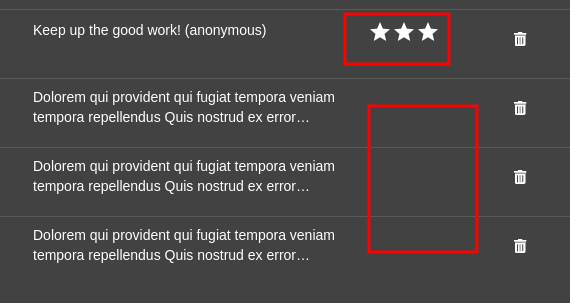 Keep up the good work! (anonymous)
Dolorem qui provident qui fugiat tempora veniam
tempora repellendus Quis nostrud ex error…
Dolorem qui provident qui fugiat tempora veniam
tempora repellendus Quis nostrud ex error…
Dolorem qui provident qui fugiat tempora veniam
tempora repellendus Quis nostrud ex error…